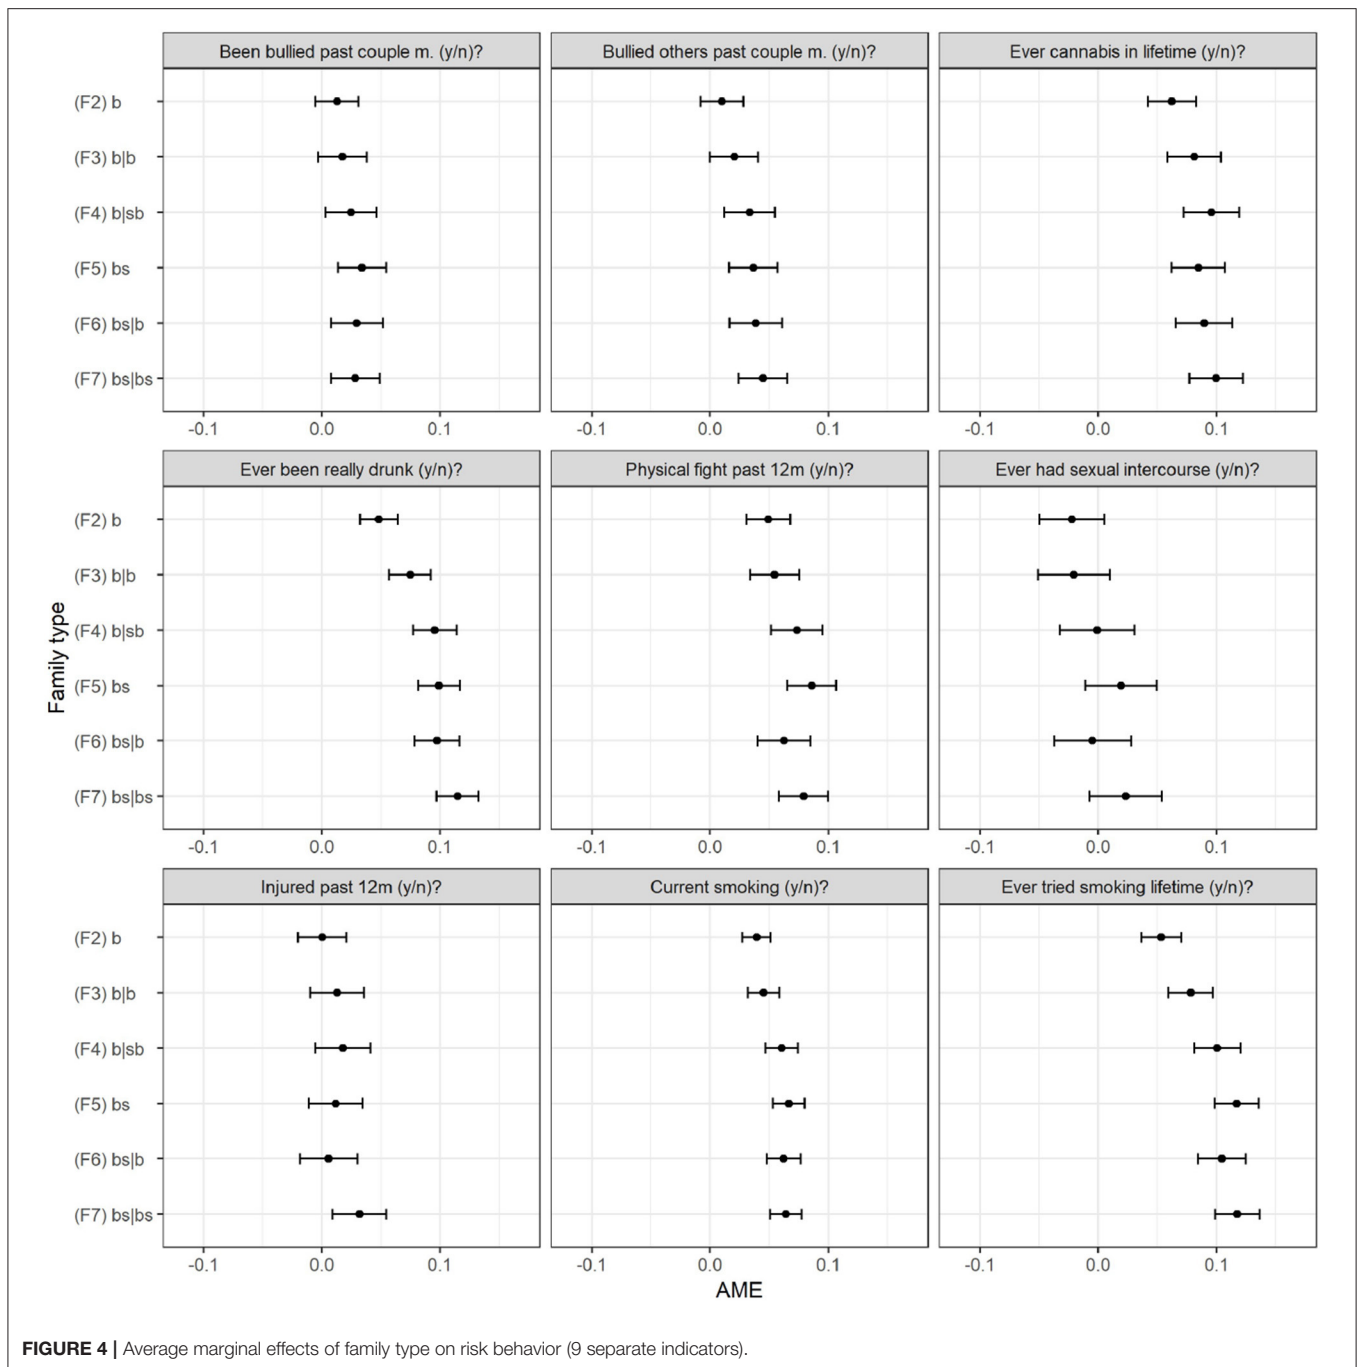 Been bullied past couple m. (y/n)? Bullied others past couple m. (y/n)? Ever cannabis in lifetime (y/n)?
(F2) b
(F3) b|b
(F4) b|sb
(F5) bs
(F6) bs|b
(F7) bs|bs
-0.1 0.0 0.1 -0.1 0.0 0.1 -0.1 0.0 0.1
Ever been really drunk (y/n)? Physical fight past 12m (y/n)? Ever had sexual intercourse (y/n)?
(F2) b
(F3) b|b
(F4) b|sb
(F5) bs
(F6) bs|b
(F7) bs|bs
Family type
-0.1 0.0 0.1 -0.1 0.0 0.1 -0.1 0.0 0.1
Injured past 12m (y/n)? Current smoking (y/n)? Ever tried smoking lifetime (y/n)?
(F2) b
(F3) b|b
(F4) b|sb
(F5) bs
(F6) bs|b
(F7) bs|bs
-0.1 0.0 0.1 -0.1 0.0 0.1 -0.1 0.0 0.1
AME
FIGURE 4 | Average marginal effects of family type on risk behavior (9 separate indicators).